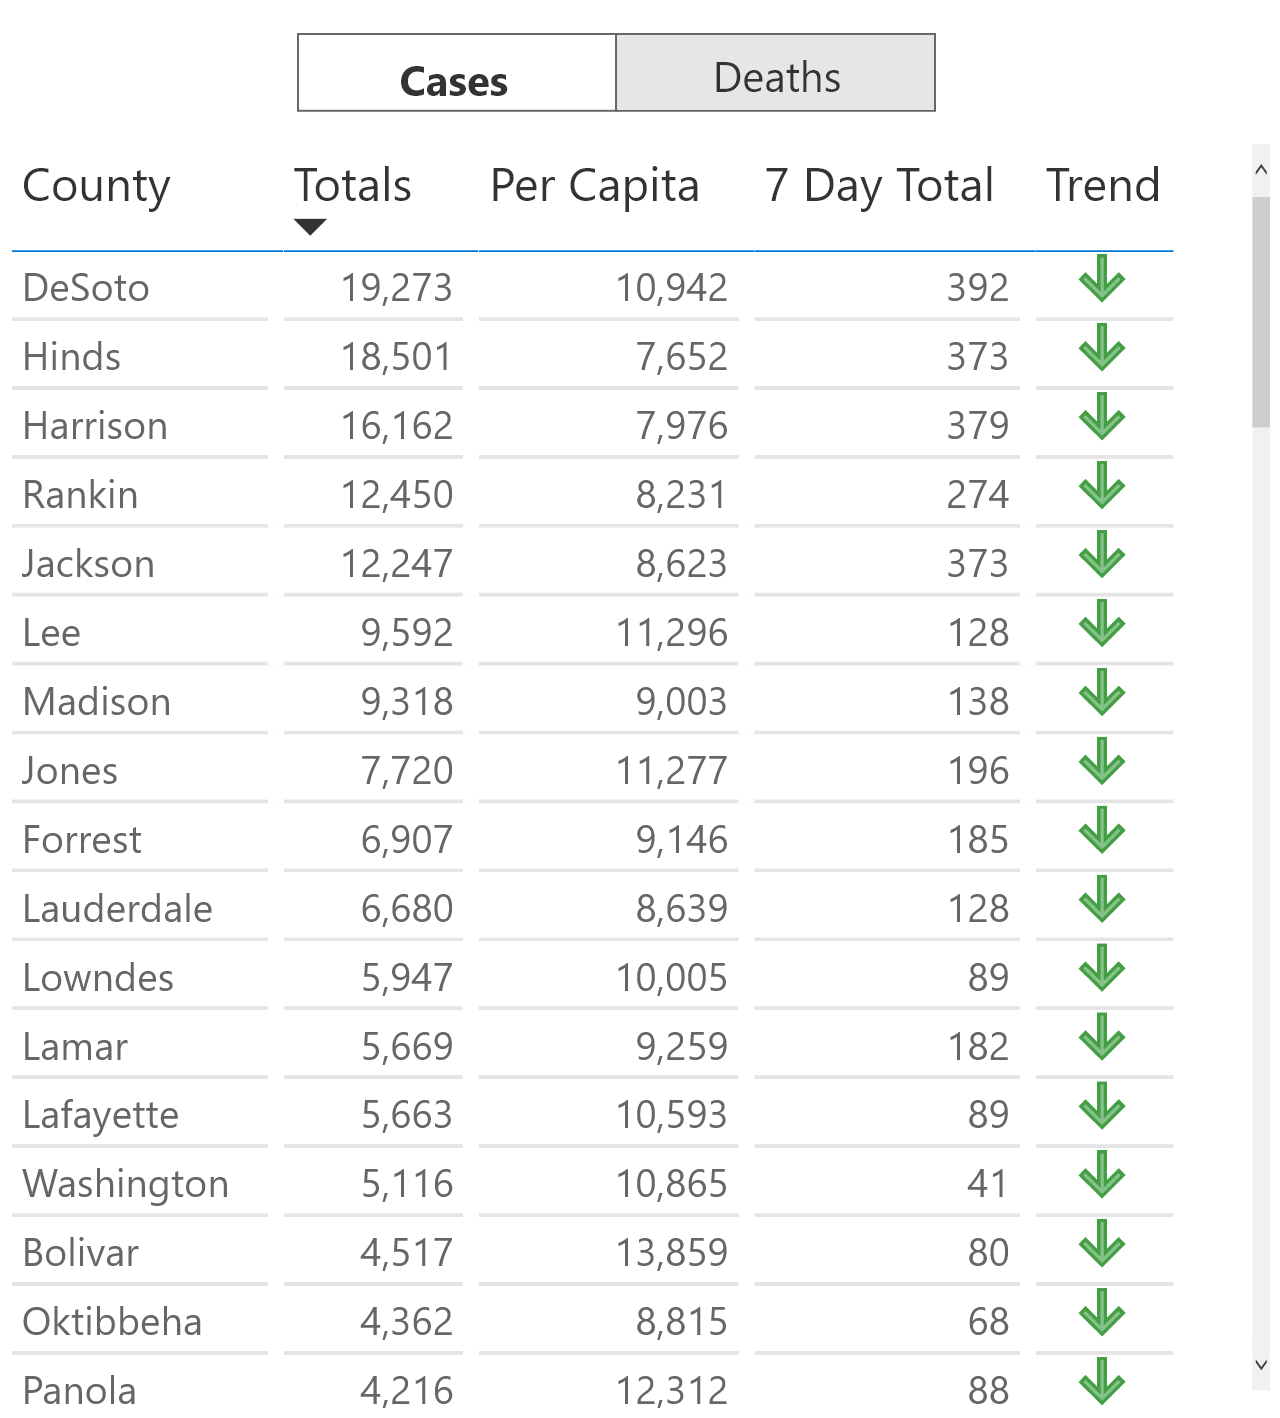 Cases Deaths
County Totals Per Capita 7 Day Total Trend
DeSoto 19,273 10,942 392
Hinds 18,501 7,652 373
Harrison 16,162 7,976 379
Rankin 12,450 8,231 274
Jackson 12,247 8,623 373
Lee 9,592 11,296 128
Madison 9,318 9,003 138
Jones 7,720 11,277 196
Forrest 6,907 9,146 185
Lauderdale 6,680 8,639 128
Lowndes 5,947 10,005 89
Lamar 5,669 9,259 182
Lafayette 5,663 10,593 89
Washington 5,116 10,865 41
Bolivar 4,517 13,859 80
Oktibbeha 4,362 8,815 68
Panola 4,216 12,312 88